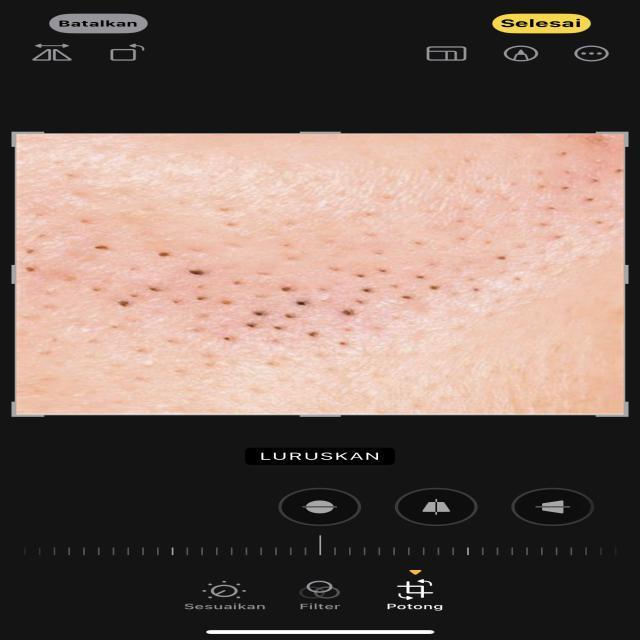 Batalkan
Selesai
LURUSKAN
Sesuaikan
Filter
Potong